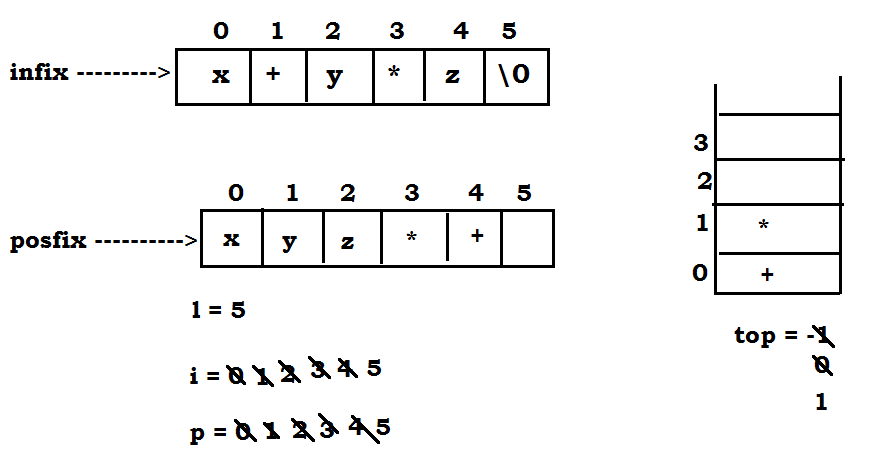 0 1 2 3 4 5
infix ---------> x + y * z \0
0 1 2 3 4 5
posfix ----------> x y z * +
l = 5
i = 0 1 2 3 4 5
p = 0 1 2 3 4 5
3
2
1 *
0 +
top = -1
0
1